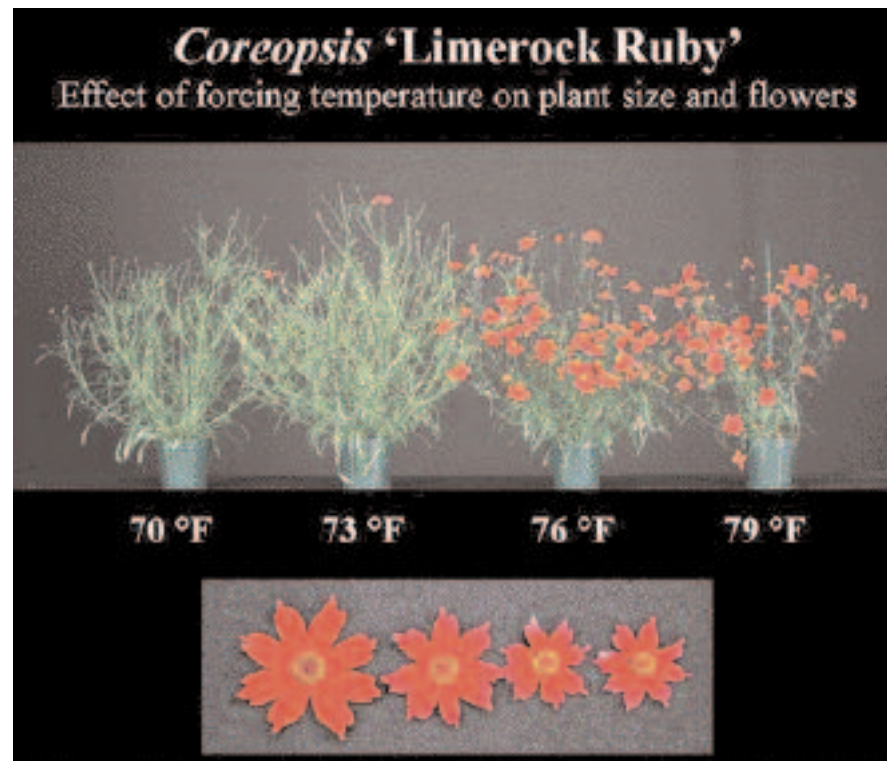 Coreopsis ‘Limerock Ruby’
Effect of forcing temperature on plant size and flowers
70 °F 73 °F 76 °F 79 °F